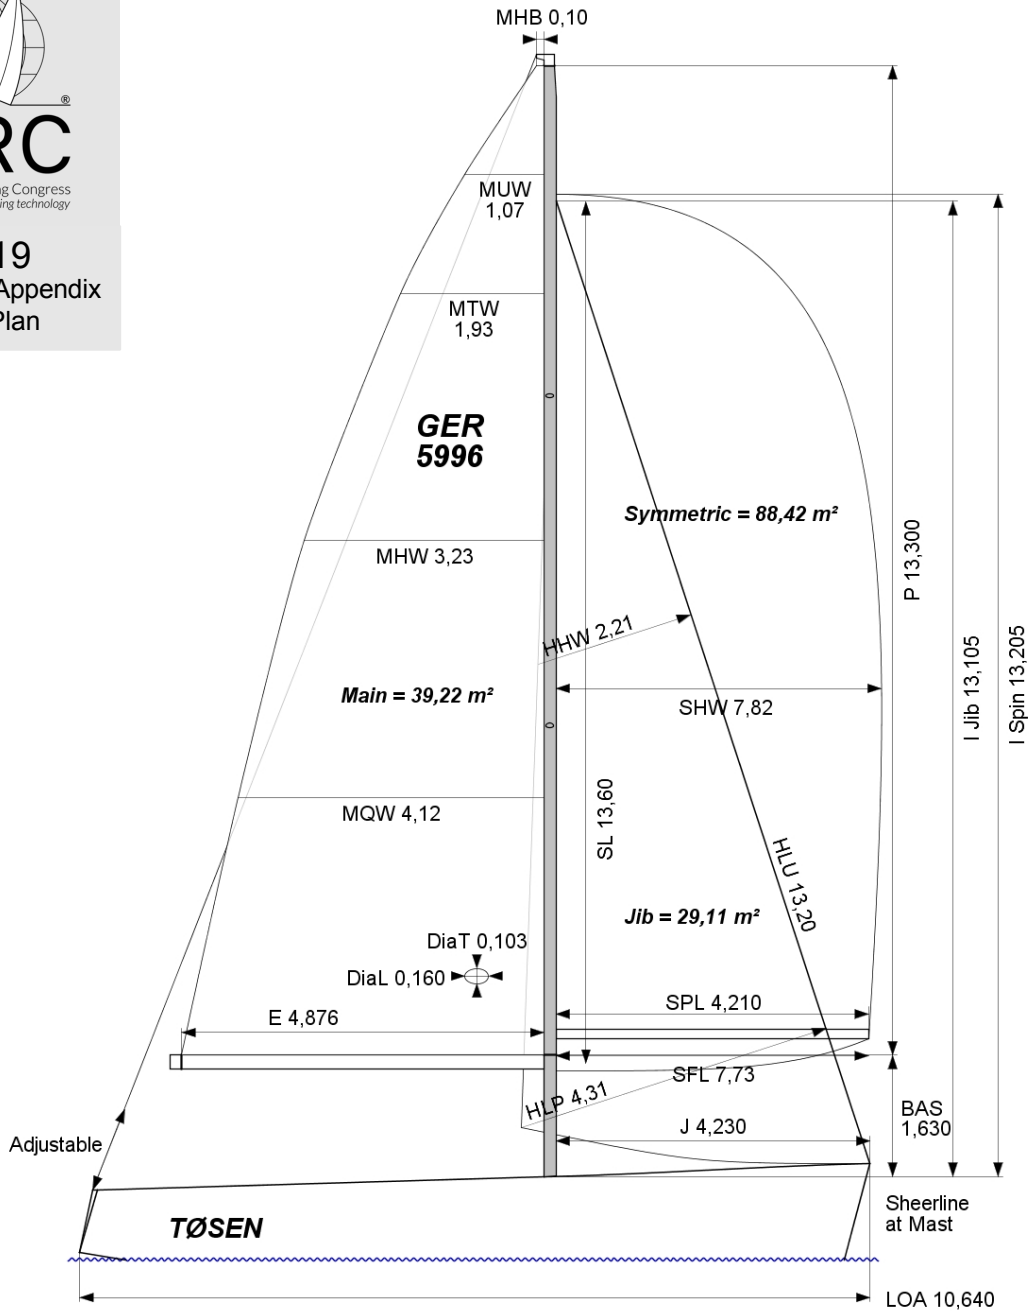 MHB 0,10
®
RC
ng Congress
ing technology
19
Appendix
Plan
MUW
1,07
MTW
1,93
GER
5996
Symmetric = 88,42 m²
P 13,300
MHW 3,23
HHW 2,21
I Jib 13,105
I Spin 13,205
Main = 39,22 m²
SHW 7,82
SL 13,60
MQW 4,12
HLU 13,20
Jib = 29,11 m²
DiaT 0,103
DiaL 0,160
SPL 4,210
E 4,876
SFL 7,73
HLP 4,31
BAS
1,630
J 4,230
Adjustable
Sheerline
at Mast
TØSEN
LOA 10,640